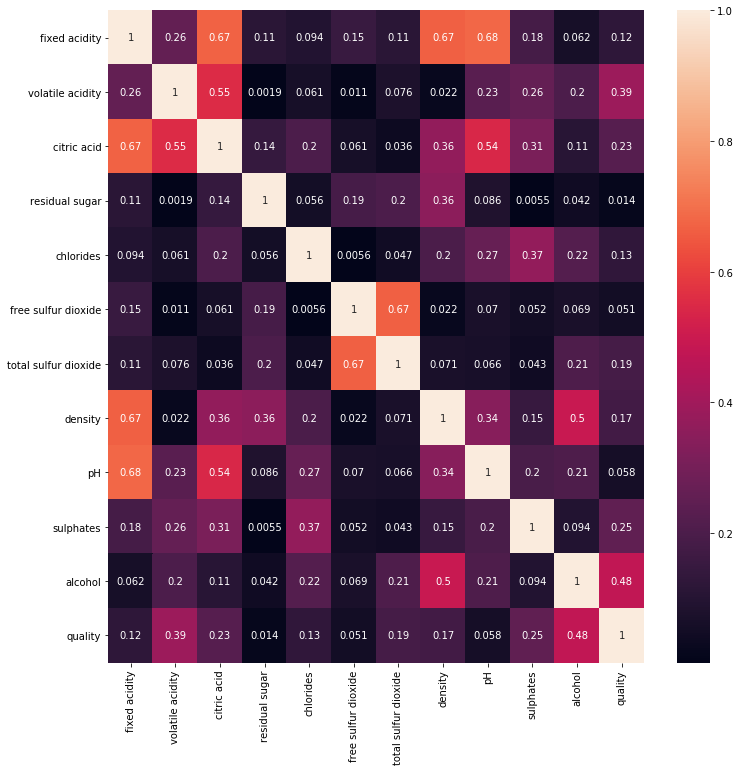 fixed acidity 1 0.26 0.67 0.11 0.094 0.15 0.11 0.67 0.68 0.18 0.062 0.12
volatile acidity 0.26 1 0.55 0.0019 0.061 0.011 0.076 0.022 0.23 0.26 0.2 0.39
citric acid 0.67 0.55 1 0.14 0.2 0.061 0.036 0.36 0.54 0.31 0.11 0.23
residual sugar 0.11 0.0019 0.14 1 0.056 0.19 0.2 0.36 0.086 0.0055 0.042 0.014
chlorides 0.094 0.061 0.2 0.056 1 0.0056 0.047 0.2 0.27 0.37 0.22 0.13
free sulfur dioxide 0.15 0.011 0.061 0.19 0.0056 1 0.67 0.022 0.07 0.052 0.069 0.051
total sulfur dioxide 0.11 0.076 0.036 0.2 0.047 0.67 1 0.071 0.066 0.043 0.21 0.19
density 0.67 0.022 0.36 0.36 0.2 0.022 0.071 1 0.34 0.15 0.5 0.17
pH 0.68 0.23 0.54 0.086 0.27 0.07 0.066 0.34 1 0.2 0.21 0.058
sulphates 0.18 0.26 0.31 0.0055 0.37 0.052 0.043 0.15 0.2 1 0.094 0.25
alcohol 0.062 0.2 0.11 0.042 0.22 0.069 0.21 0.5 0.21 0.094 1 0.48
quality 0.12 0.39 0.23 0.014 0.13 0.051 0.19 0.17 0.058 0.25 0.48 1
fixed acidity
volatile acidity
citric acid
residual sugar
chlorides
free sulfur dioxide
total sulfur dioxide
density
pH
sulphates
alcohol
quality
1.0
0.8
0.6
0.4
0.2